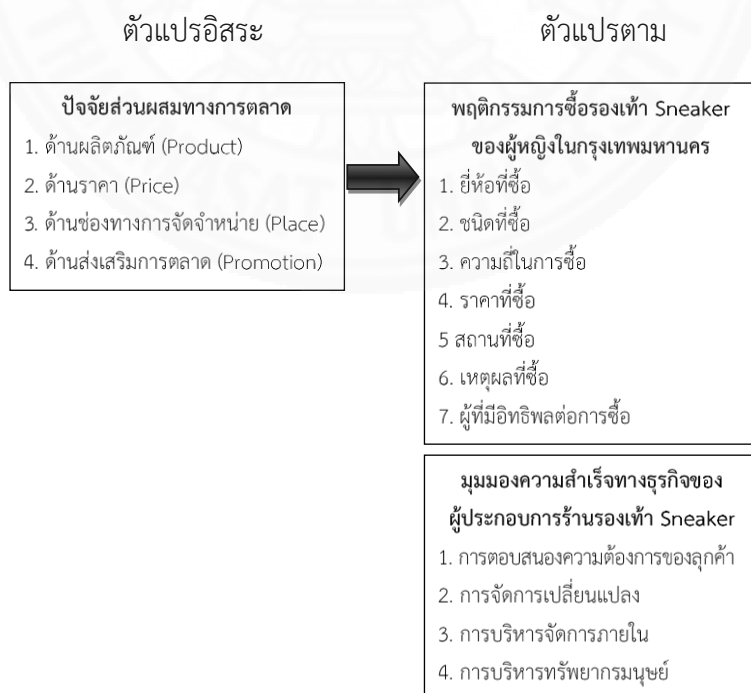 ตัวแปรอิสระ
ตัวแปรตาม
ปัจจัยส่วนผสมทางการตลาด
1. ด้านผลิตภัณฑ์ (Product)
2. ด้านราคา (Price)
3. ด้านช่องทางการจัดจำหน่าย (Place)
4. ด้านส่งเสริมการตลาด (Promotion)
พฤติกรรมการซื้อรองเท้า Sneaker
ของผู้หญิงในกรุงเทพมหานคร
1. ยี่ห้อที่ซื้อ
2. ชนิดที่ซื้อ
3. ความถี่ในการซื้อ
4. ราคาที่ซื้อ
5 สถานที่ซื้อ
6. เหตุผลที่ซื้อ
7. ผู้ที่มีอิทธิพลต่อการซื้อ
มุมมองความสำเร็จทางธุรกิจของ
ผู้ประกอบการร้านรองเท้า Sneaker
1. การตอบสนองความต้องการของลูกค้า
2. การจัดการเปลี่ยนแปลง
3. การบริหารจัดการภายใน
4. การบริหารทรัพยากรมนุษย์